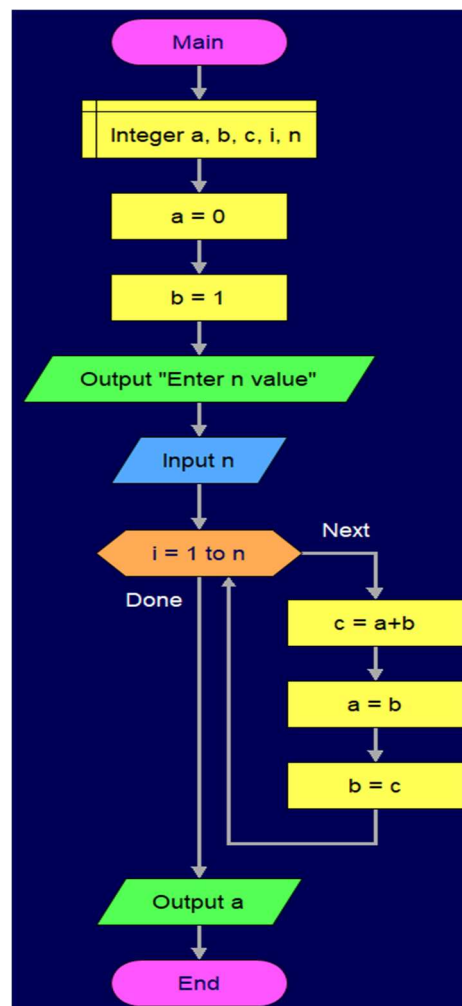 Main
Integer a, b, c, i, n
a = 0
b = 1
Output "Enter n value"
Input n
i = 1 to n
Next
Done
c = a+b
a = b
b = c
Output a
End